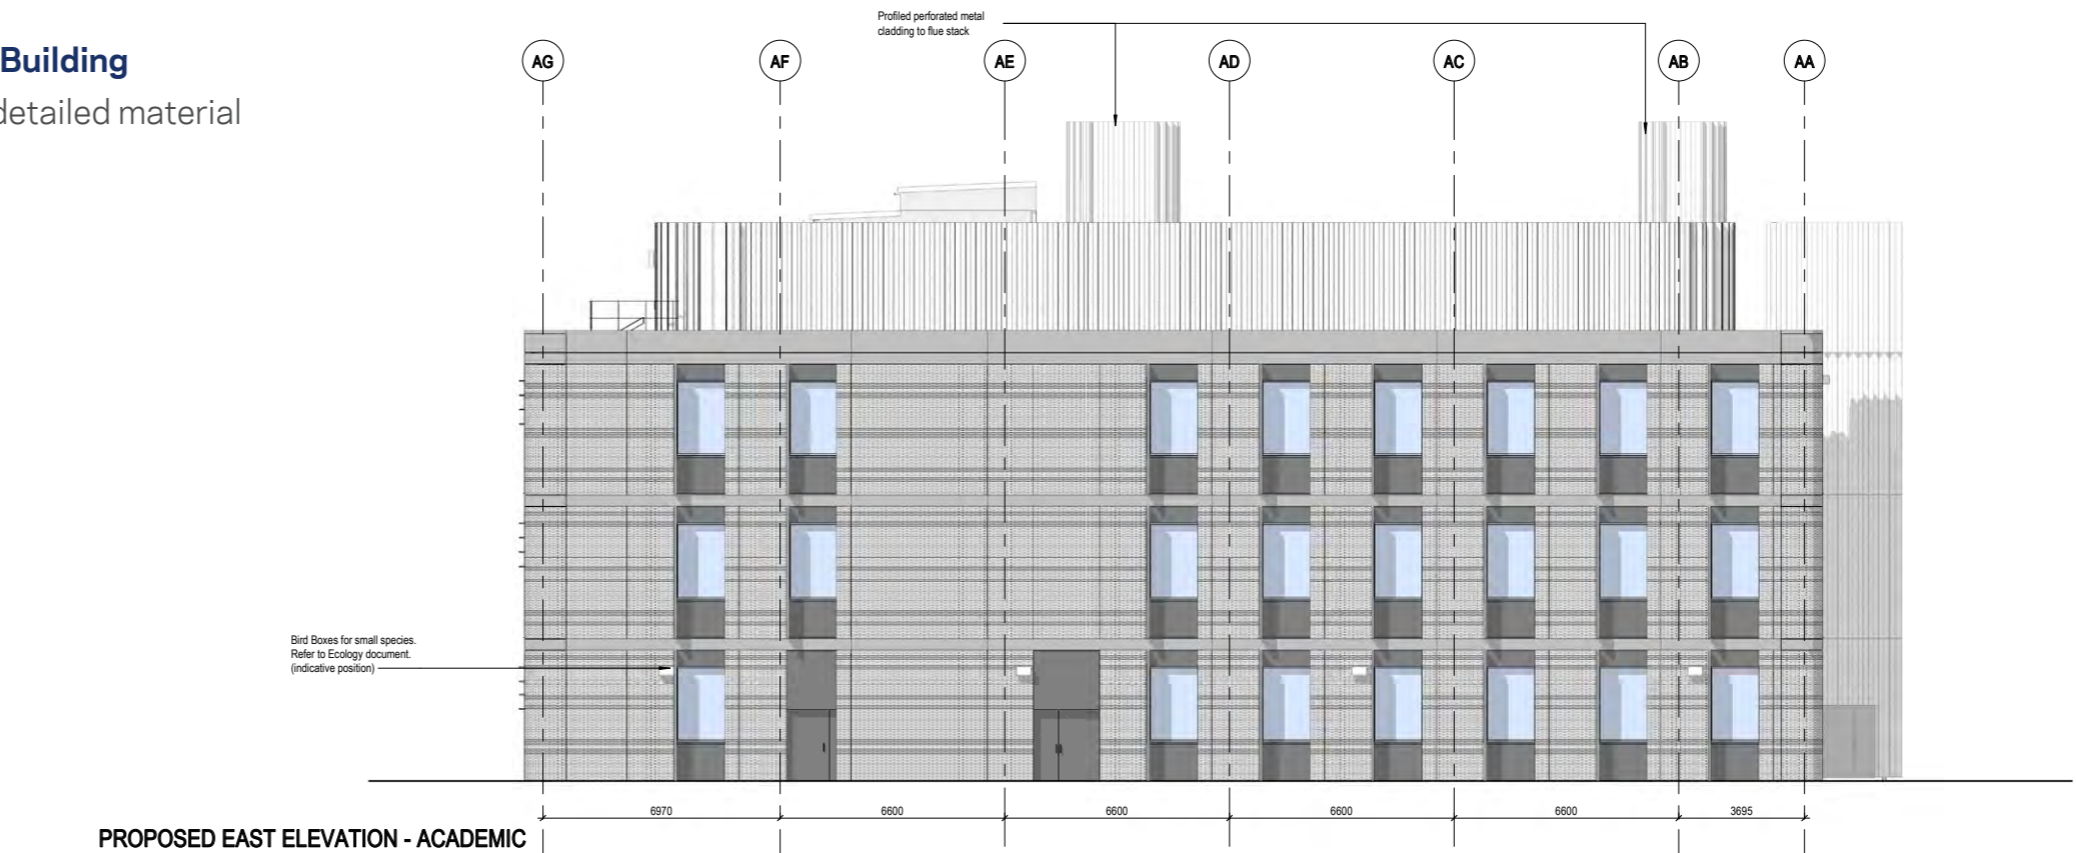 Building
detailed material
Profiled perforated metal
cladding to flue stack
AG
AF
AE
AD
AC
AB
AA
Bird Boxes for small species.
Refer to Ecology document.
(indicative position)
6970
6600
6600
6600
6600
3695
PROPOSED EAST ELEVATION - ACADEMIC